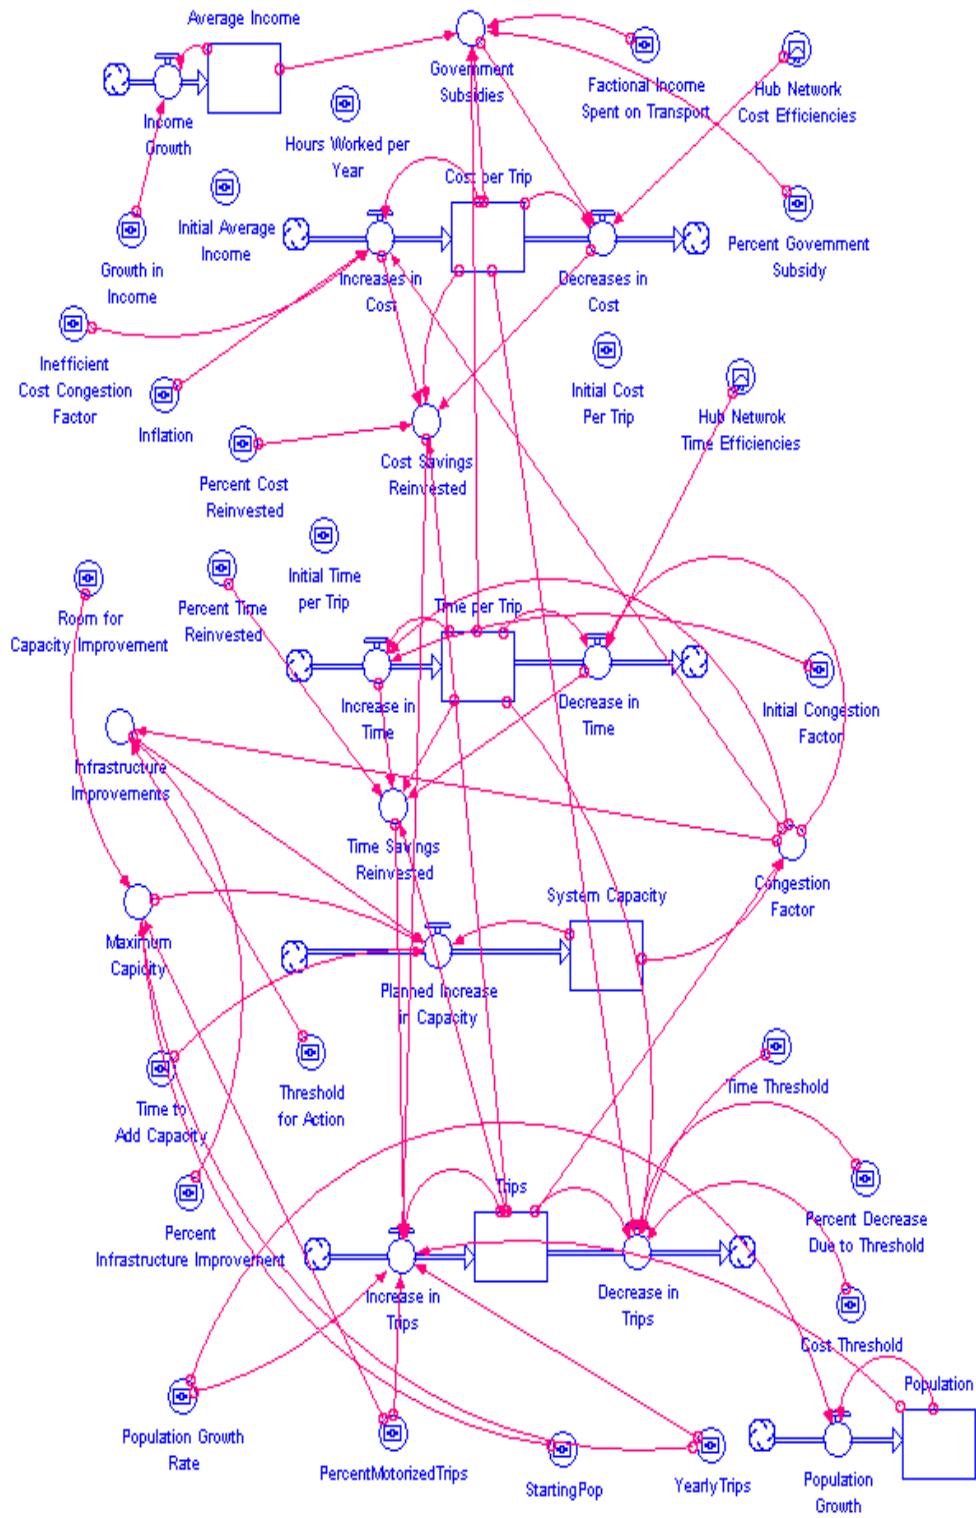 Average Income
Government
Subsidies
Factional Income
Spent on Transport
Hub Network
Cost Efficiencies
Income
Growth
Hours Worked per
Year
Cost per Trip
Initial Average
Income
Percent Government
Subsidy
Growth in
Income
Increases in
Cost
Decreases in
Cost
Inefficient
Cost Congestion
Factor
Inflation
Initial Cost
Per Trip
Hub Netwrok
Time Efficiencies
Percent Cost
Reinvested
Cost Savings
Reinvested
Initial Time
per Trip
Room for
Capacity Improvement
Percent Time
Reinvested
Time per Trip
Increase in
Time
Decrease in
Time
Initial Congestion
Factor
Infrastructure
Improvements
Time Savings
Reinvested
Congestion
Factor
System Capacity
Maximum
Capicity
Planned Increase
in Capacity
Time to
Add Capacity
Threshold
for Action
Time Threshold
Percent
Infrastructure Improvement
Trips
Percent Decrease
Due to Threshold
Increase in
Trips
Decrease in
Trips
Cost Threshold
Population
Population Growth
Rate
PercentMotorizedTrips
StartingPop
YearlyTrips
Population
Growth